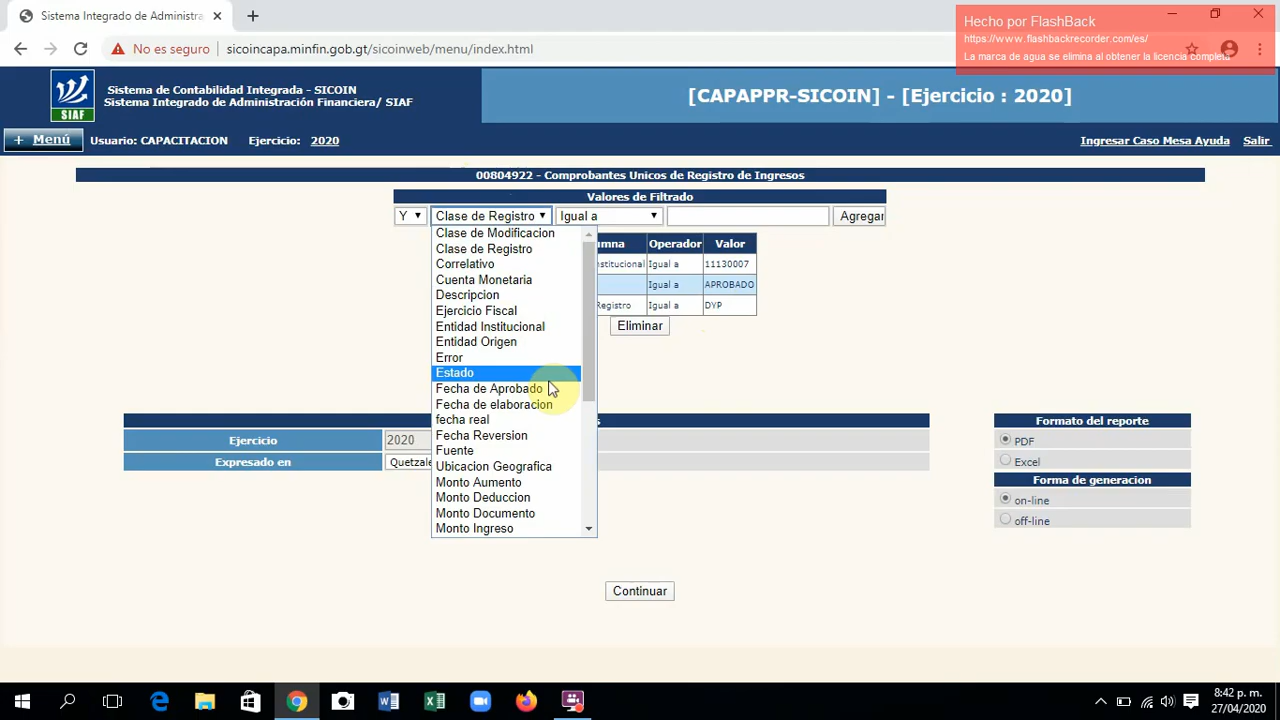 Sistema Integrado de Administra
Hecho por FlashBack
https://www.flashbackrecorder.com/es/
La marca de agua se elimina al obtener la licencia completa
No es seguro
sicoincapa.minfin.gob.gt/sicoinweb/menu/index.html
SIAF
Sistema de Contabilidad Integrada - SICOIN
Sistema Integrado de Administración Financiera/ SIAF
[CAPAPPR-SICOIN] - [Ejercicio : 2020]
+ Menú
Usuario: CAPACITACION
Ejercicio: 2020
Ingresar Caso Mesa Ayuda
Salir
00804922 - Comprobantes Unicos de Registro de Ingresos
Valores de Filtrado
Y
Clase de Registro
Igual a
Agregar
umna Operador Valor
nstitucional Igual a 11130007
Igual a APROBADO
Registro Igual a DYP
Eliminar
Clase de Modificacion
Clase de Registro
Correlativo
Cuenta Monetaria
Descripcion
Ejercicio Fiscal
Entidad Institucional
Entidad Origen
Error
Estado
Fecha de Aprobado
Fecha de elaboracion
fecha real
Fecha Reversion
Fuente
Ubicacion Geografica
Monto Aumento
Monto Deduccion
Monto Documento
Monto Ingreso
s
Ejercicio 2020
Expresado en Quetzale
Formato del reporte
PDF
Excel
Forma de generacion
on-line
off-line
Continuar
8:42 p. m.
27/04/2020